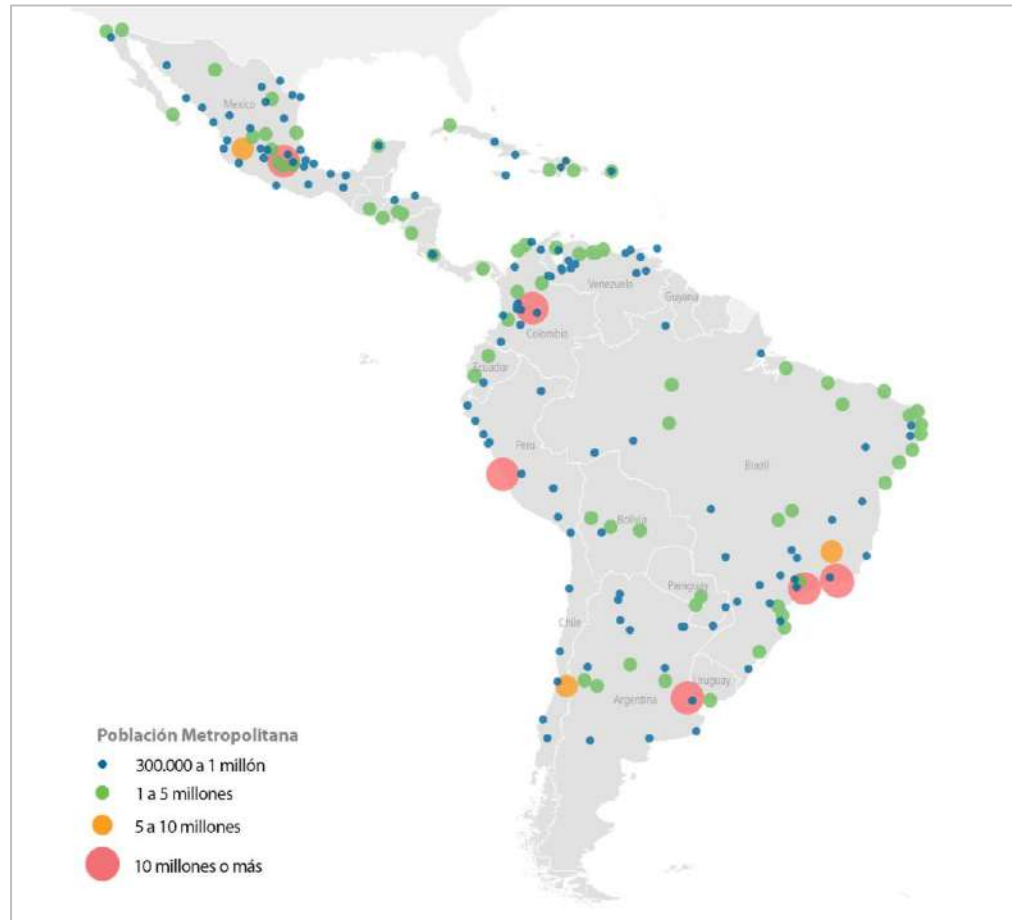 Mexico
Venezuela
Guyana
Colombia
Ecuador
Peru
Brazil
Bolivia
Paraguay
Chile
Uruguay
Argentina
Población Metropolitana
300.000 a 1 millón
1 a 5 millones
5 a 10 millones
10 millones o más